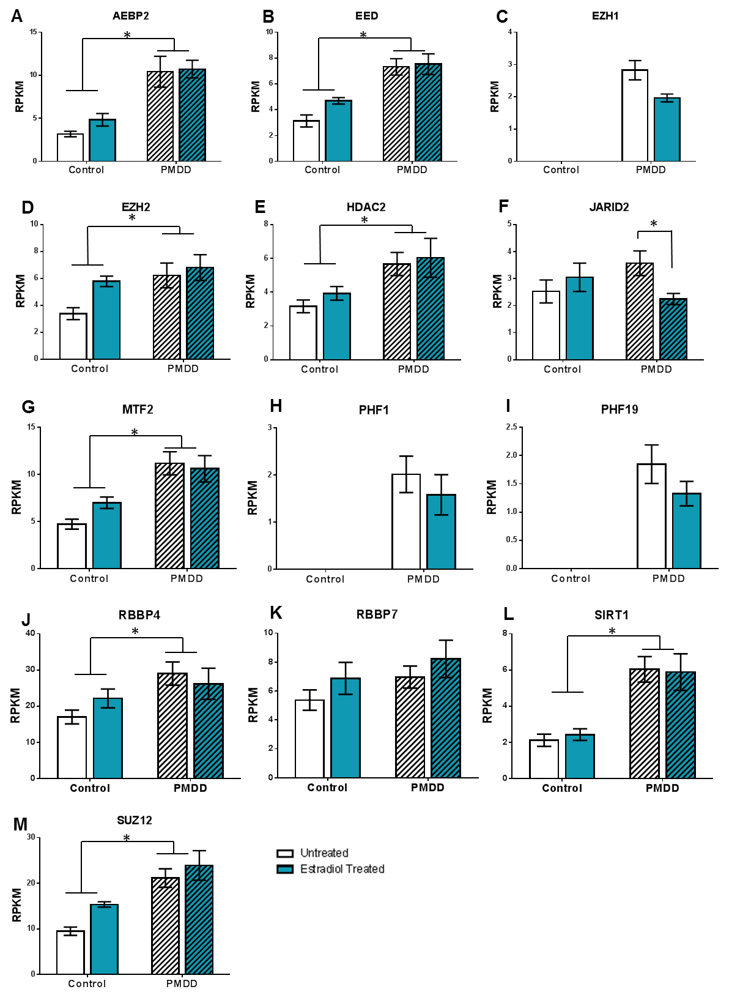 A AEBP2 B EED C EZH1
15
10
5
0
RPKM
*
Control PMDD
10
8
6
4
2
0
RPKM
*
Control PMDD
4
3
2
1
0
RPKM
Control PMDD
D EZH2 E HDAC2 F JARID2
10
8
6
4
2
0
RPKM
*
Control PMDD
8
6
4
2
0
RPKM
*
Control PMDD
5
4
3
2
1
0
RPKM
*
Control PMDD
G MTF2 H PHF1 I PHF19
15
10
5
0
RPKM
*
Control PMDD
3
2
1
0
RPKM
Control PMDD
2.5
2.0
1.5
1.0
0.5
0.0
RPKM
Control PMDD
J RBBP4 K RBBP7 L SIRT1
40
30
20
10
0
RPKM
*
Control PMDD
10
8
6
4
2
0
RPKM
Control PMDD
8
6
4
2
0
RPKM
*
Control PMDD
M SUZ12
30
20
10
0
RPKM
*
Control PMDD
Untreated
Estradiol Treated